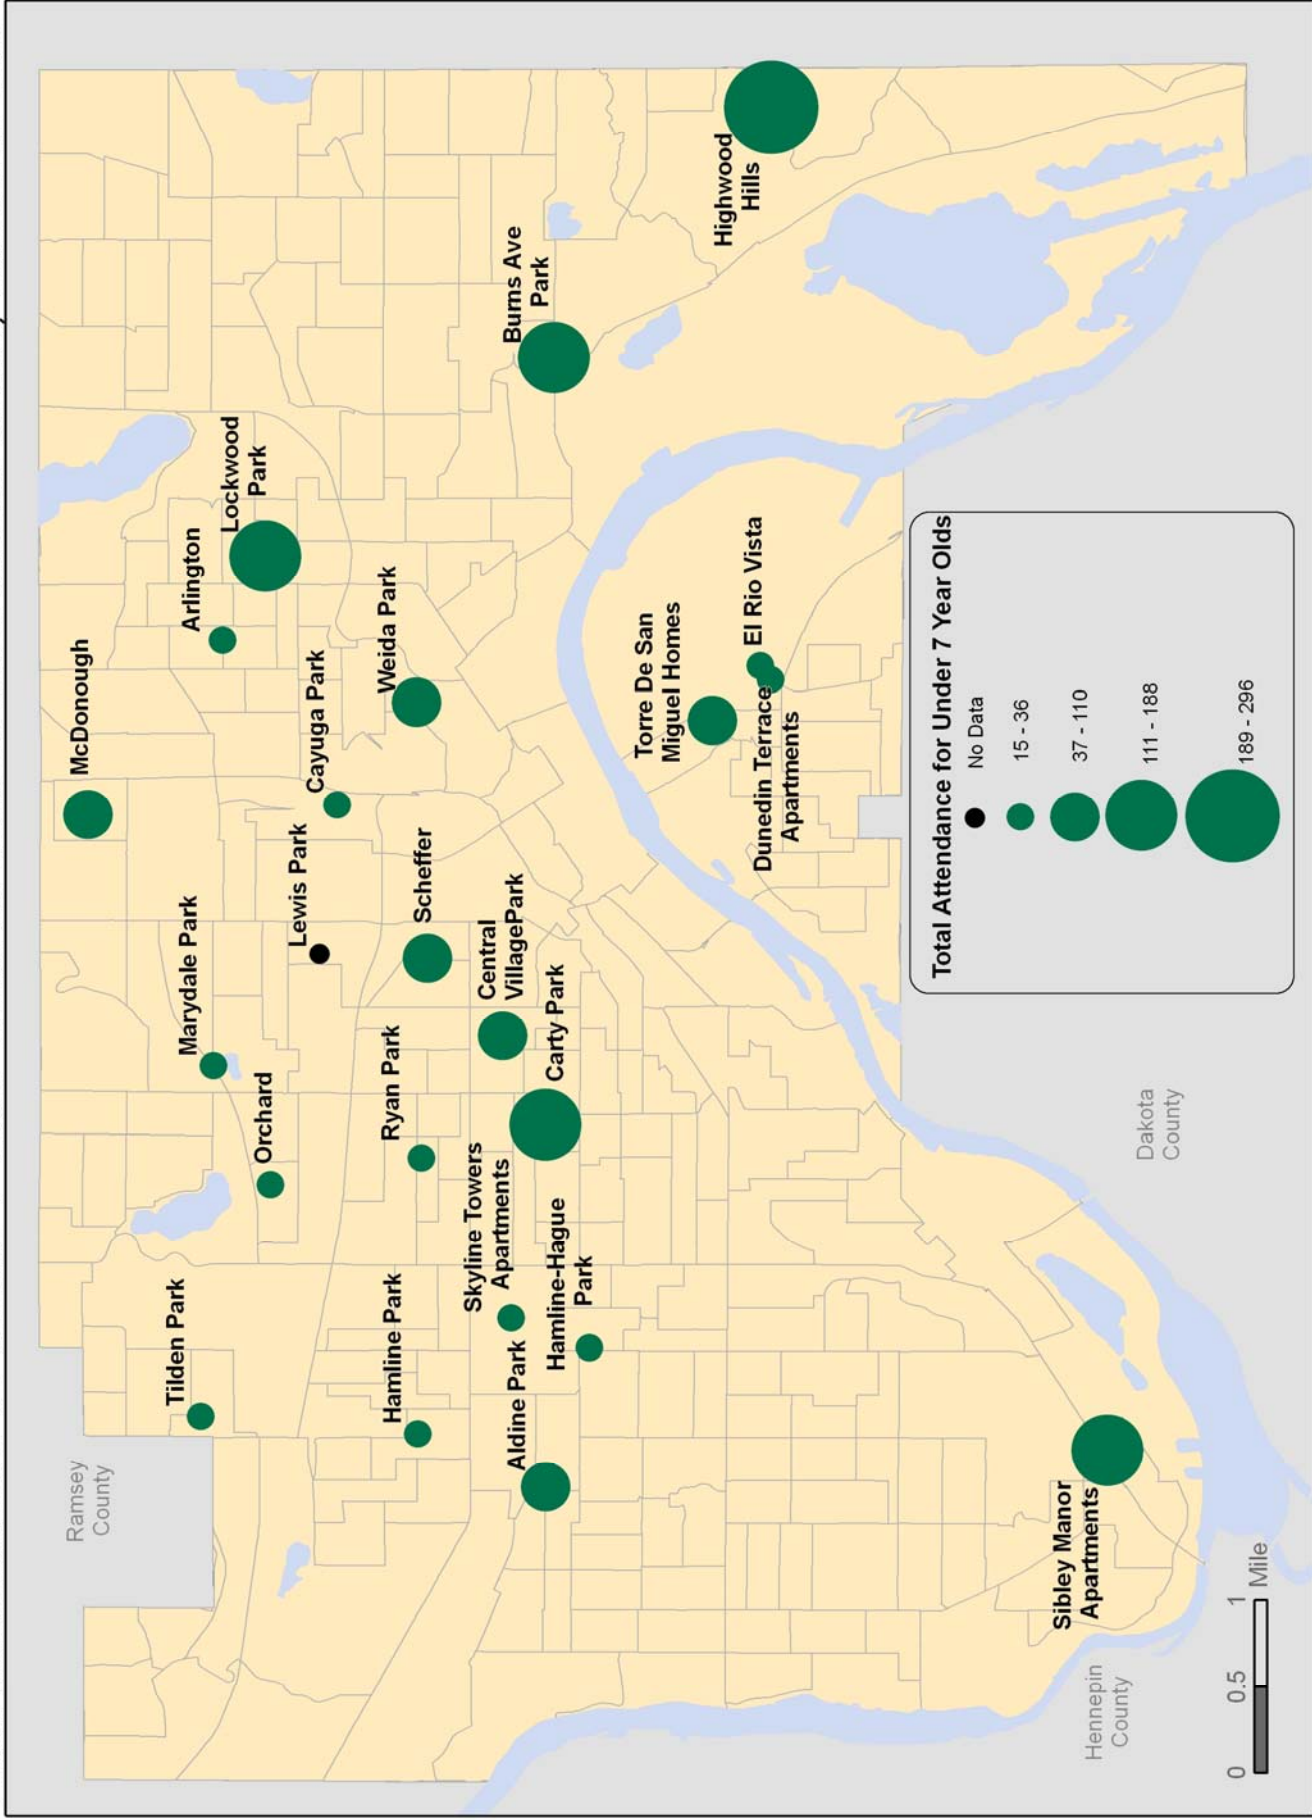 Ramsey
County
Tilden Park
Orchard
Marydale Park
McDonough
Arlington
Lockwood
Park
Hamline Park
Ryan Park
Lewis Park
Cayuga Park
Weida Park
Scheffer
Skyline Towers
Apartments
Central
VillagePark
Aldine Park
Hamline-Hague
Park
Carty Park
Burns Ave
Park
Highwood
Hills
Torre De San
Miguel Homes
El Rio Vista
Dunedin Terrace
Apartments
Sibley Manor
Apartments
Hennepin
County
Dakota
County
Total Attendance for Under 7 Year Olds
No Data
15 - 36
37 - 110
111 - 188
189 - 296
0 0.5 1
Mile